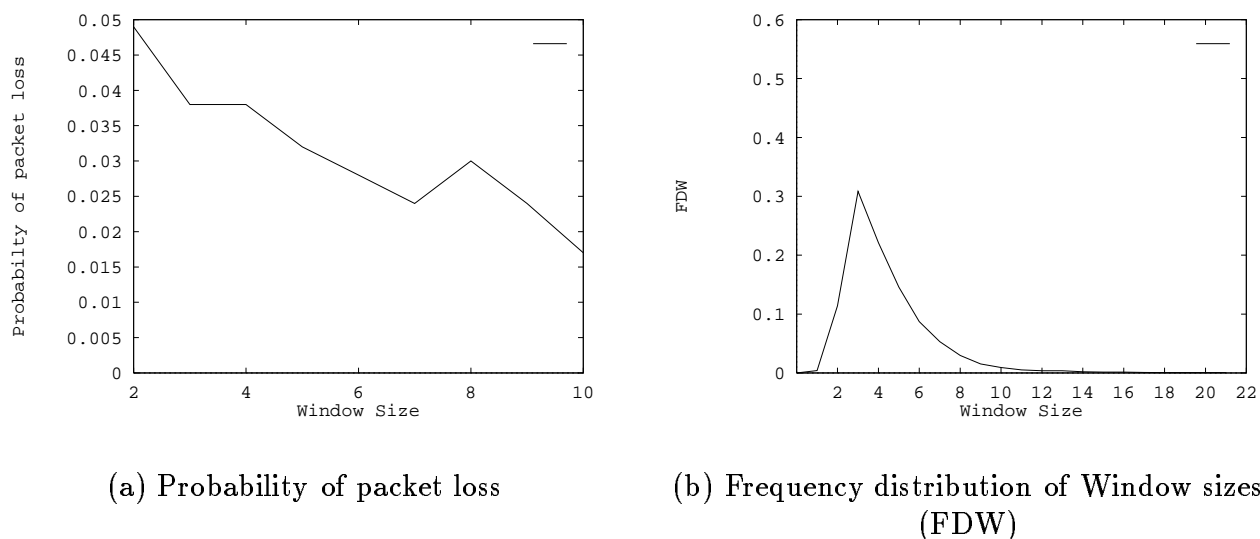 0.05
0.045
0.04
0.035
0.03
0.025
0.02
0.015
0.01
0.005
0
Probabilty of packet loss
2 4 6 8 10
Window Size
(a) Probability of packet loss
0.6
0.5
0.4
0.3
0.2
0.1
0
FDW
2 4 6 8 10 12 14 16 18 20 22
Window Size
(b) Frequency distribution of Window sizes
(FDW)